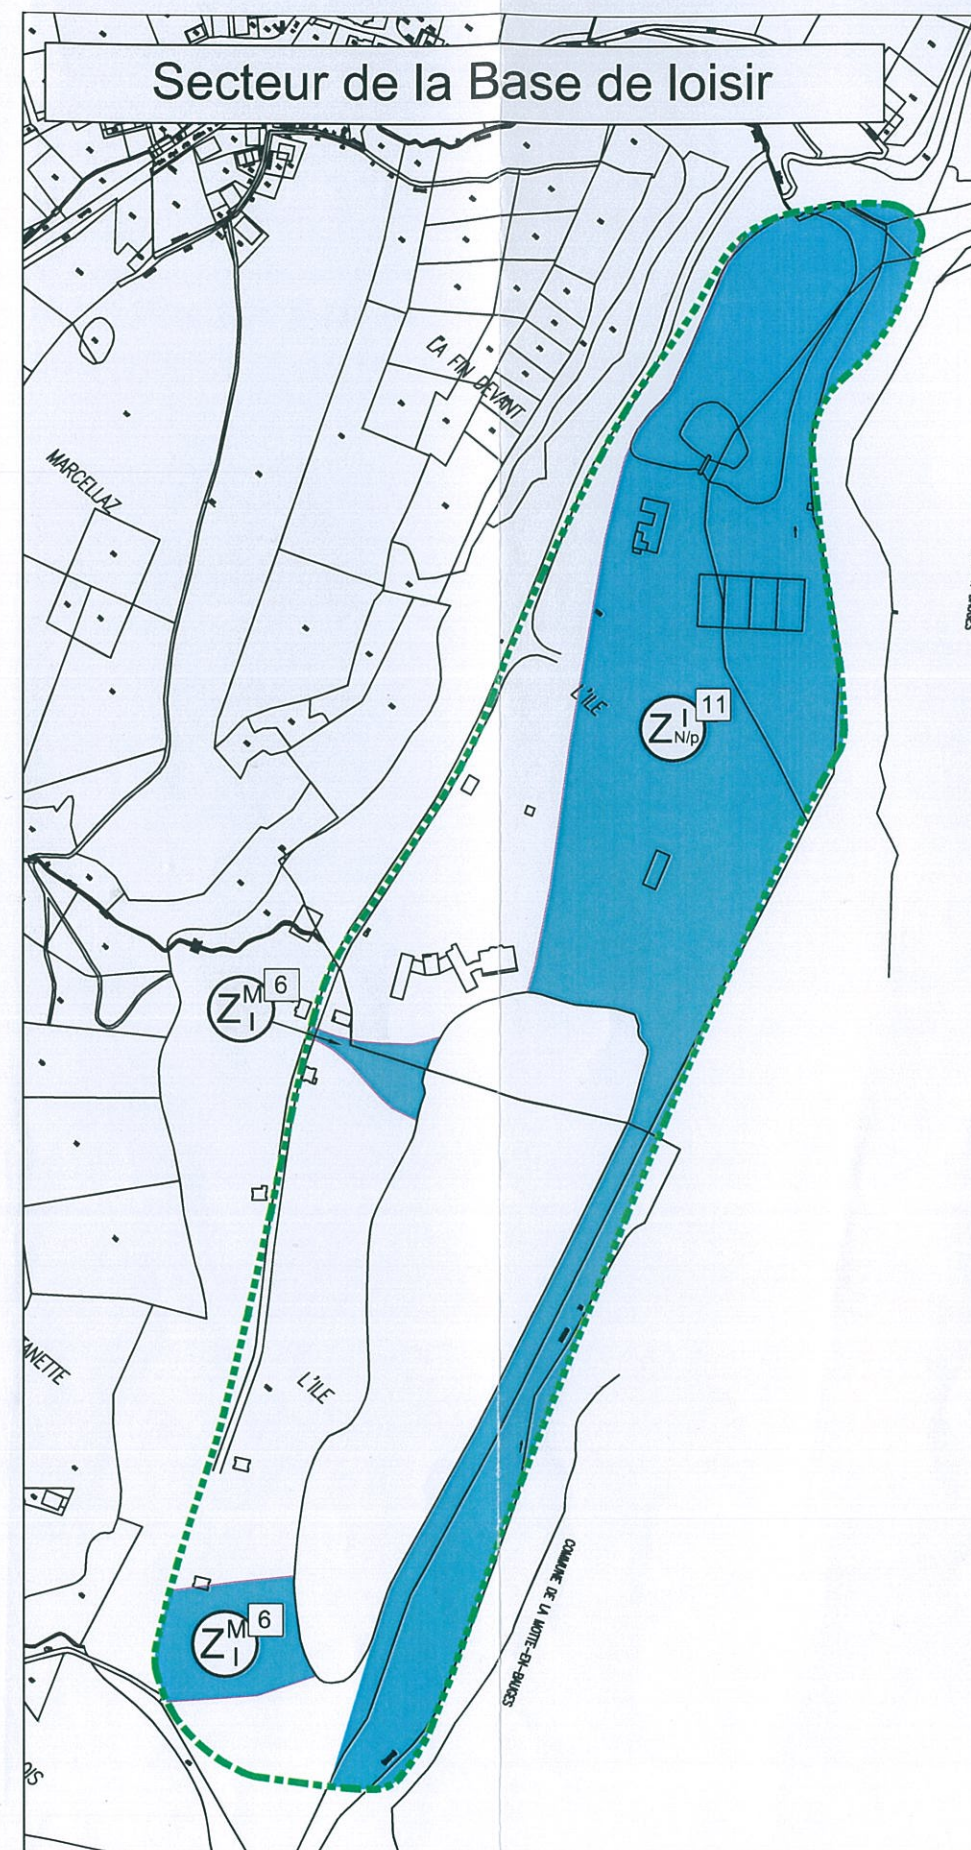 Secteur de la Base de loisir
LA FIN DEVANT
MARCELLAZ
L'ILE
Z I N/p 11
Z M I 6
L'ILE
COMMUNE DE LA MOTTE-EN-BAUGES
Z M I 6